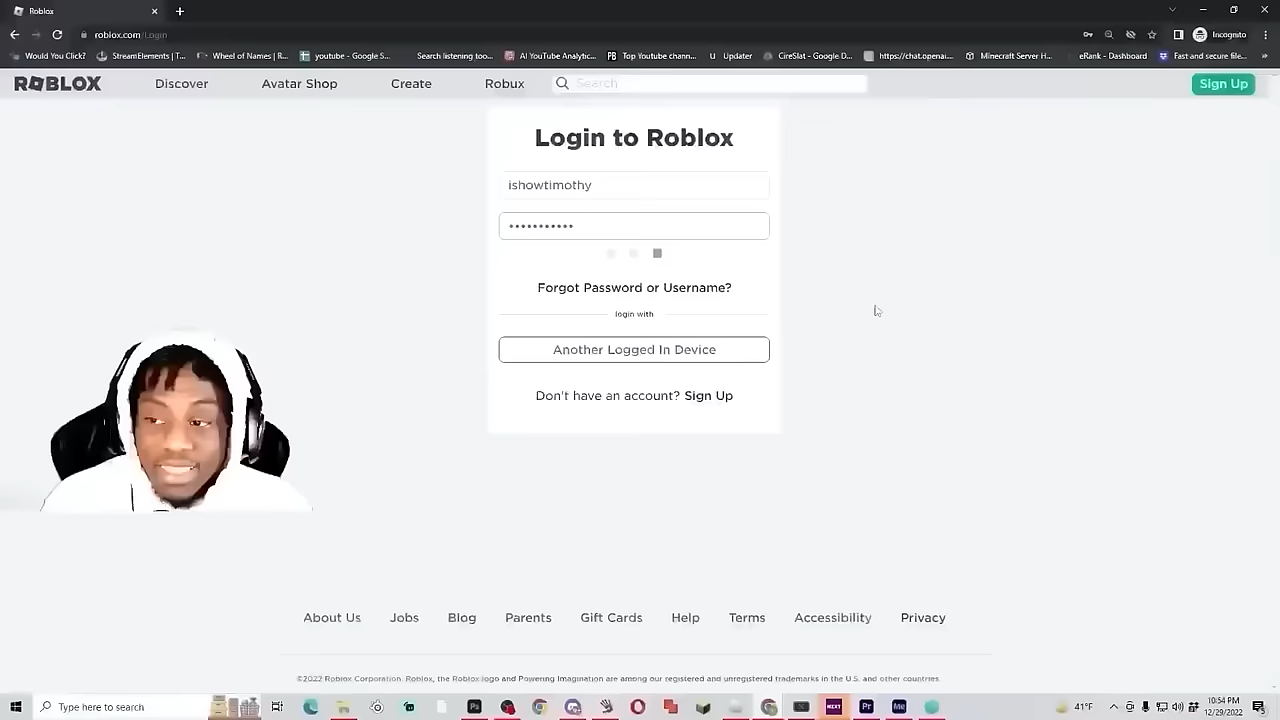 Roblox
roblox.com/Login
Incognito
Would You Click?
StreamElements | T...
Wheel of Names | R...
youtube - Google S...
Search listening too...
AI YouTube Analytic...
Top Youtube chann...
Updater
CireSlat - Google D...
https://chat.openai...
Minecraft Server H...
eRank - Dashboard
Fast and secure file...
ROBLOX Discover Avatar Shop Create Robux Search Sign Up
Login to Roblox
ishowtimothy
Forgot Password or Username?
login with
Another Logged In Device
Don't have an account? Sign Up
About Us Jobs Blog Parents Gift Cards Help Terms Accessibility Privacy
©2022 Roblox Corporation. Roblox, the Roblox logo and Powering Imagination are among our registered and unregistered trademarks in the U.S. and other countries.
Type here to search
41°F
10:54 PM
12/29/2022